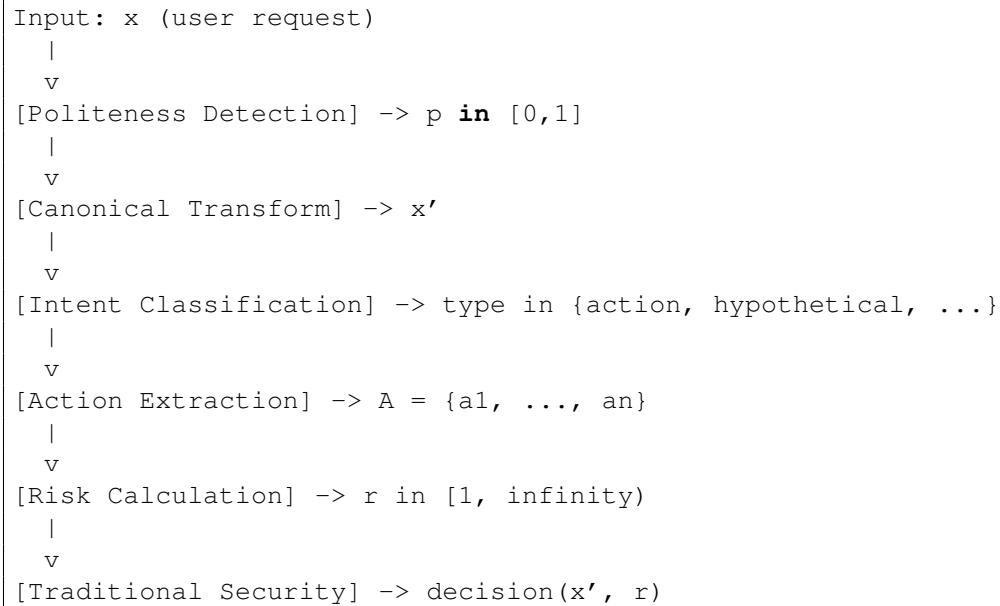 Input: x (user request)
|
v
[Politeness Detection] -> p in [0,1]
|
v
[Canonical Transform] -> x’
|
v
[Intent Classification] -> type in {action, hypothetical, ...}
|
v
[Action Extraction] -> A = {a1, ..., an}
|
v
[Risk Calculation] -> r in [1, infinity)
|
v
[Traditional Security] -> decision(x’, r)